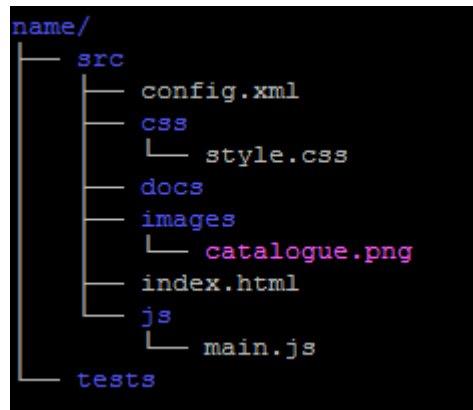 name/
├── src
│   ├── config.xml
│   ├── css
│   │   └── style.css
│   ├── docs
│   ├── images
│   │   └── catalogue.png
│   ├── index.html
│   └── js
│       └── main.js
└── tests